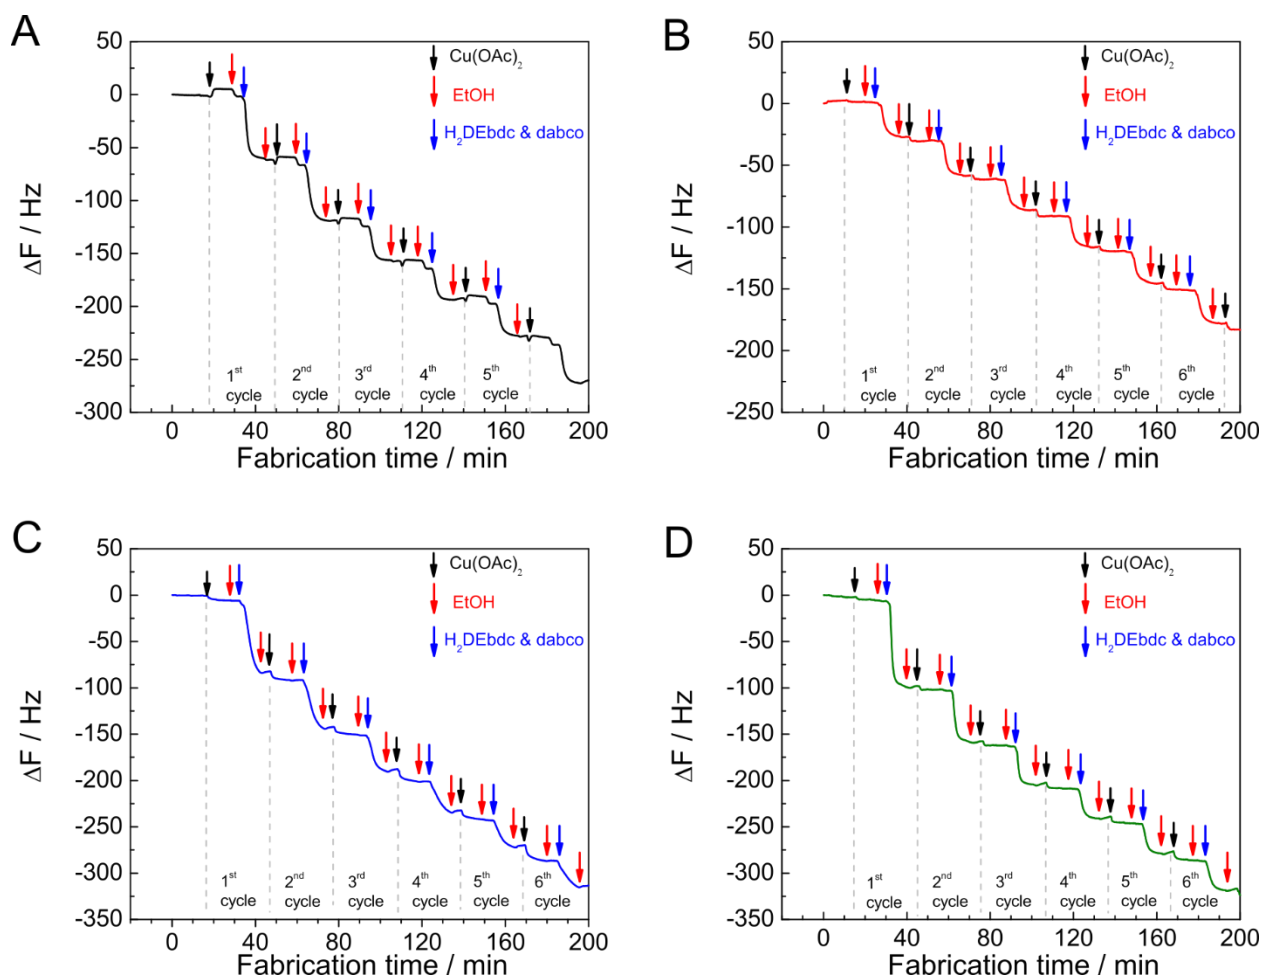 A
50
0
-50
-100
-150
-200
-250
-300
ΔF / Hz
Cu(OAc)₂
EtOH
H₂DEbdc & dabco
1ˢᵗ cycle
2ⁿᵈ cycle
3ʳᵈ cycle
4ᵗʰ cycle
5ᵗʰ cycle
0 40 80 120 160 200
Fabrication time / min
B
50
0
-50
-100
-150
-200
-250
ΔF / Hz
Cu(OAc)₂
EtOH
H₂DEbdc & dabco
1ˢᵗ cycle
2ⁿᵈ cycle
3ʳᵈ cycle
4ᵗʰ cycle
5ᵗʰ cycle
6ᵗʰ cycle
0 40 80 120 160 200
Fabrication time / min
C
50
0
-50
-100
-150
-200
-250
-300
-350
ΔF / Hz
Cu(OAc)₂
EtOH
H₂DEbdc & dabco
1ˢᵗ cycle
2ⁿᵈ cycle
3ʳᵈ cycle
4ᵗʰ cycle
5ᵗʰ cycle
6ᵗʰ cycle
0 40 80 120 160 200
Fabrication time / min
D
50
0
-50
-100
-150
-200
-250
-300
-350
ΔF / Hz
Cu(OAc)₂
EtOH
H₂DEbdc & dabco
1ˢᵗ cycle
2ⁿᵈ cycle
3ʳᵈ cycle
4ᵗʰ cycle
5ᵗʰ cycle
6ᵗʰ cycle
0 40 80 120 160 200
Fabrication time / min